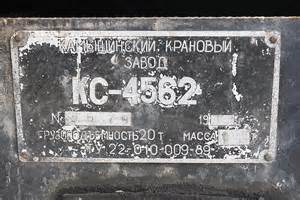 КАМЫШИНСКИЙ КРАНОВЫЙ
ЗАВОД
КС-4562
№ 19
ГРУЗОПОДЪЕМНОСТЬ 20 Т МАССА
ТУ-22-010-009-89